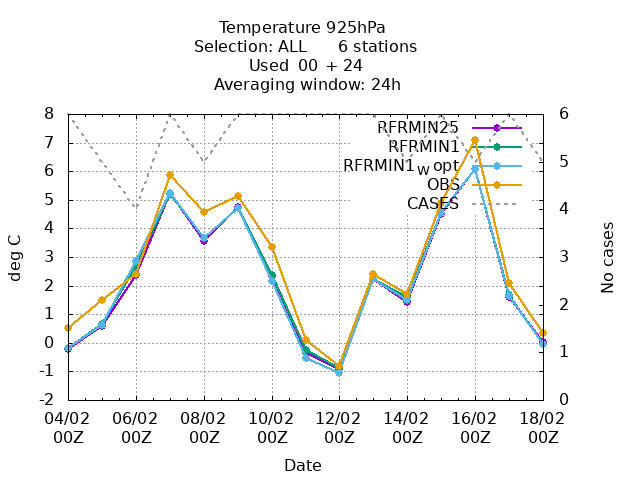 Temperature 925hPa
Selection: ALL      6 stations
Used  00  + 24
Averaging window: 24h
8
7
6
5
4
3
2
1
0
-1
-2
6
5
4
3
2
1
0
deg C
No cases
RFRMIN25
RFRMIN1
RFRMIN1w opt
OBS
CASES
04/02 06/02 08/02 10/02 12/02 14/02 16/02 18/02
00Z 00Z 00Z 00Z 00Z 00Z 00Z 00Z
Date